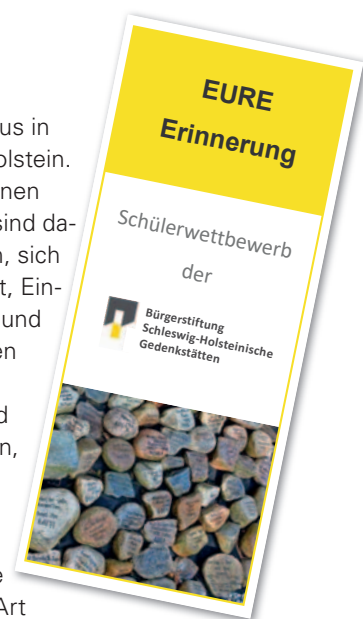 us in
olstein.
nen
sind da-
n, sich
t, Ein-
und
en
d
n,
e
Art
EURE
Erinnerung
Schülerwettbewerb
der
Bürgerstiftung
Schleswig-Holsteinische
Gedenkstätten